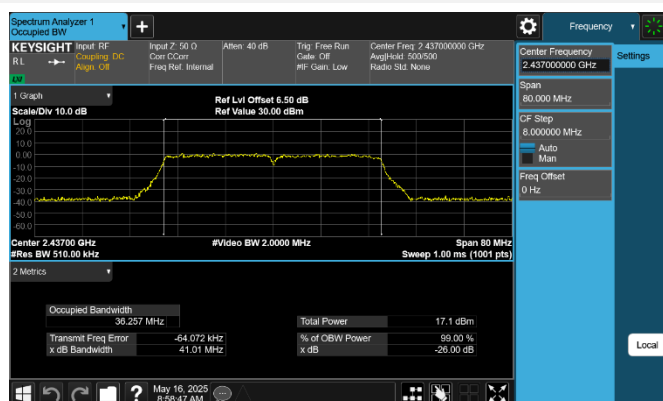 Spectrum Analyzer 1
Occupied BW
+
Frequency
KEYSIGHT
RL
LXI
Input: RF
Coupling: DC
Align: Off
Input Z: 50 Ω
Corr CCorr
Freq Ref: Internal
Atten: 40 dB
Trig: Free Run
Gate: Off
#IF Gain: Low
Center Freq: 2.437000000 GHz
Avg|Hold: 500/500
Radio Std: None
Center Frequency
2.437000000 GHz
Settings
Span
80.000 MHz
CF Step
8.000000 MHz
Auto
Man
Freq Offset
0 Hz
1 Graph
Scale/Div 10.0 dB
Ref Lvl Offset 6.50 dB
Ref Value 30.00 dBm
Log
20.0
10.0
0.00
-10.0
-20.0
-30.0
-40.0
-50.0
-60.0
Center 2.43700 GHz
#Res BW 510.00 kHz
#Video BW 2.0000 MHz
Span 80 MHz
Sweep 1.00 ms (1001 pts)
2 Metrics
Occupied Bandwidth
36.257 MHz
Total Power 17.1 dBm
Transmit Freq Error -64.072 kHz
% of OBW Power 99.00 %
x dB Bandwidth 41.01 MHz
x dB -26.00 dB
Local
?
May 16, 2025
8:58:47 AM